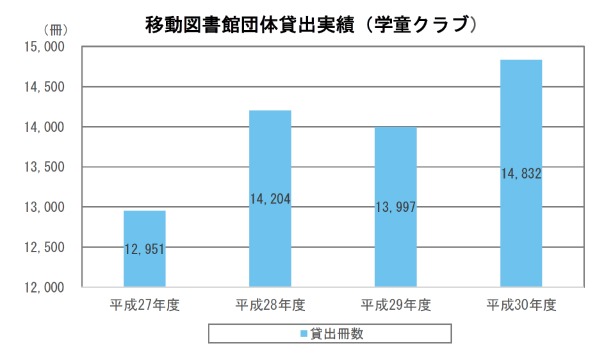 移動図書館団体貸出実績（学童クラブ）
（冊）
15,000
14,500
14,000
13,500
13,000
12,500
12,000
12,951
14,204
13,997
14,832
平成27年度 平成28年度 平成29年度 平成30年度
貸出冊数